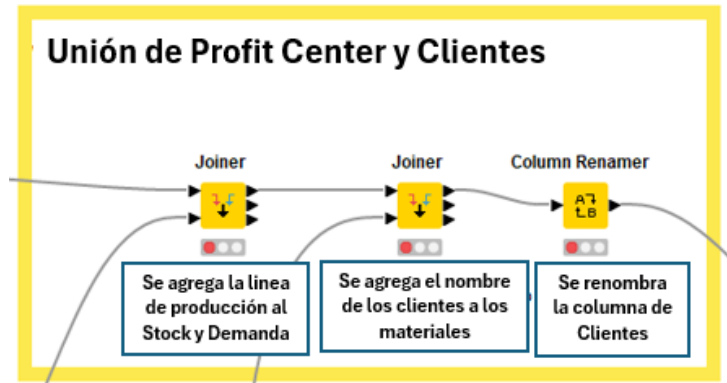 Unión de Profit Center y Clientes
Joiner
Joiner
Column Renamer
Se agrega la linea
de producción al
Stock y Demanda
Se agrega el nombre
de los clientes a los
materiales
Se renombra
la columna de
Clientes